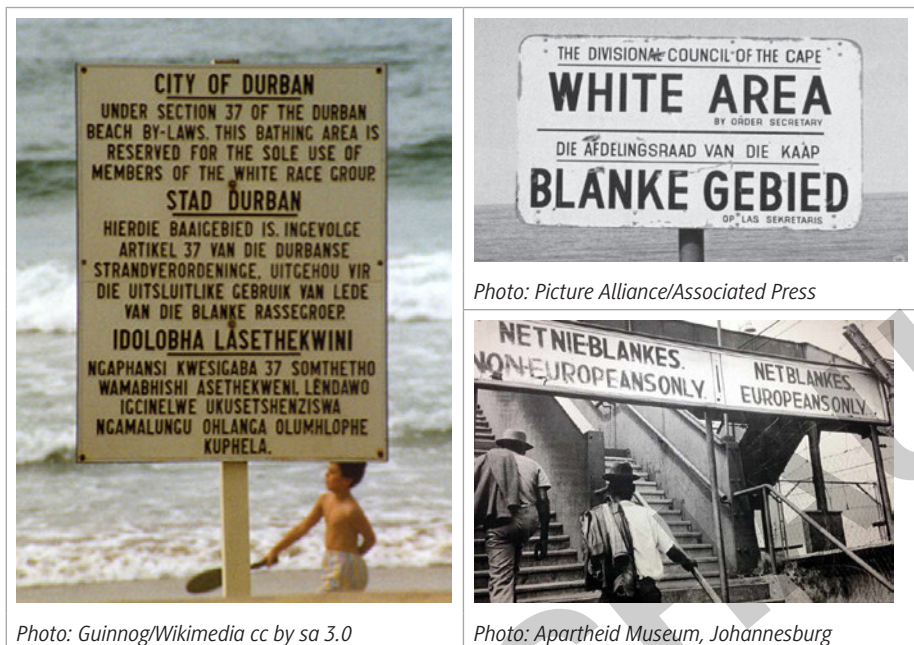 CITY OF DURBAN
UNDER SECTION 37 OF THE DURBAN
BEACH BY-LAWS. THIS BATHING AREA IS
RESERVED FOR THE SOLE USE OF
MEMBERS OF THE WHITE RACE GROUP.
STAD DURBAN
HIERDIE BAAIGEBIED IS. INGEVOLGE
ARTIKEL 37 VAN DIE DURBANSE
STRANDVERORDENINGE, UITGEHOU VIR
DIE UITSLUITLIKE GEBRUIK VAN LEDE
VAN DIE BLANKE RASSEGROEP.
IDOLOBHA LASETHEKWINI
NGAPHANSI KWESIGABA 37 SOMTHETHO
WAMABHISHI ASETHEKWENI, LENDAWO
IGCINELWE UKUSETSHENZISWA
NGAMALUNGU OHLANGA OLUMHLOPHE
KUPHELA.
Photo: Guinnog/Wikimedia cc by sa 3.0
THE DIVISIONAL COUNCIL OF THE CAPE
WHITE AREA
BY ORDER SECRETARY
DIE AFDELINGSRAAD VAN DIE KAAP
BLANKE GEBIED
OP LAS SEKRETARIS
Photo: Picture Alliance/Associated Press
NET NIE-BLANKES.
NON-EUROPEANS ONLY.
NET BLANKES.
EUROPEANS ONLY.
Photo: Apartheid Museum, Johannesburg